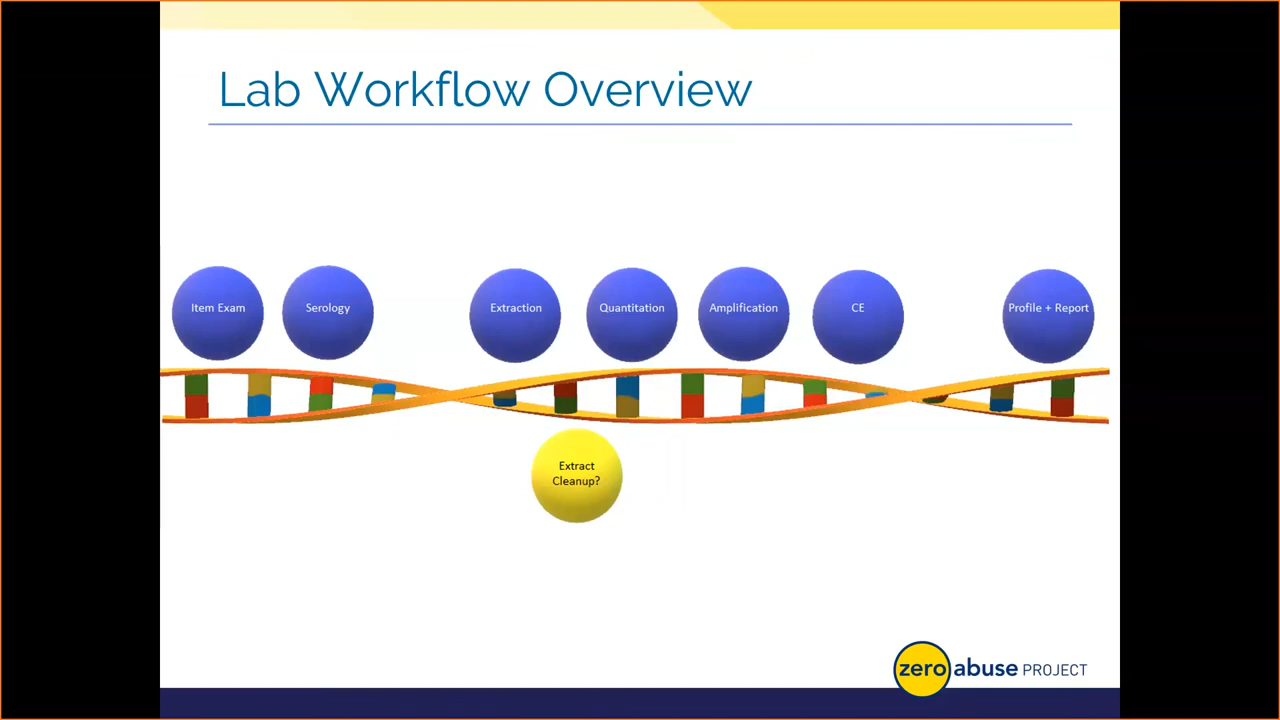 Lab Workflow Overview
Item Exam
Serology
Extraction
Quantitation
Amplification
CE
Profile + Report
Extract
Cleanup?
zero abuse PROJECT